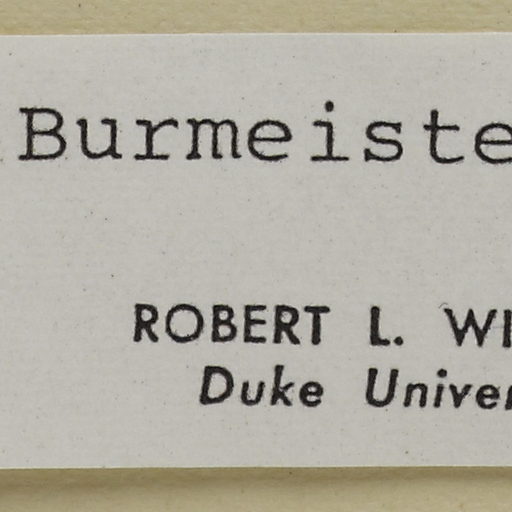 Burmeiste
ROBERT L. WI
Duke Univer